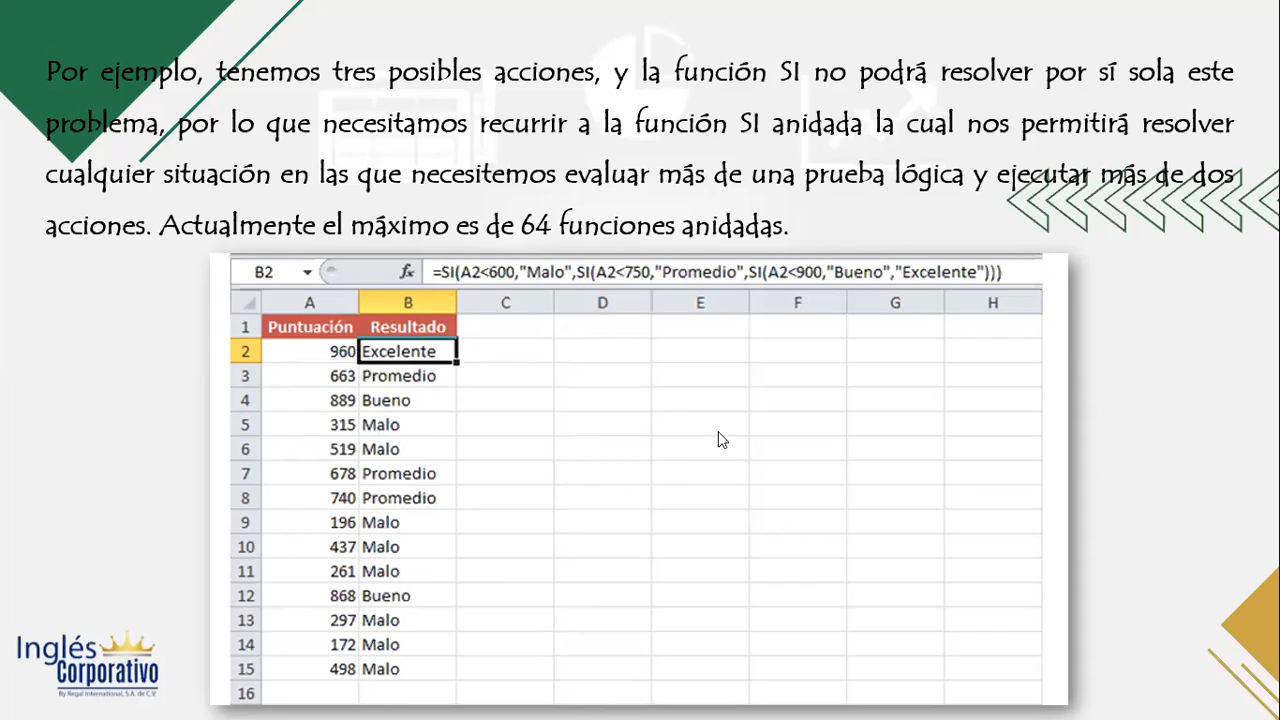 Por ejemplo, tenemos tres posibles acciones, y la función SI no podrá resolver por sí sola este
problema, por lo que necesitamos recurrir a la función SI anidada la cual nos permitirá resolver
cualquier situación en las que necesitemos evaluar más de una prueba lógica y ejecutar más de dos
acciones. Actualmente el máximo es de 64 funciones anidadas.
B2 fx =SI(A2<600,"Malo",SI(A2<750,"Promedio",SI(A2<900,"Bueno","Excelente")))
A B C D E F G H
1 Puntuación Resultado
2 960 Excelente
3 663 Promedio
4 889 Bueno
5 315 Malo
6 519 Malo
7 678 Promedio
8 740 Promedio
9 196 Malo
10 437 Malo
11 261 Malo
12 868 Bueno
13 297 Malo
14 172 Malo
15 498 Malo
16
Inglés
Corporativo
By Regal International, S.A. de C.V.